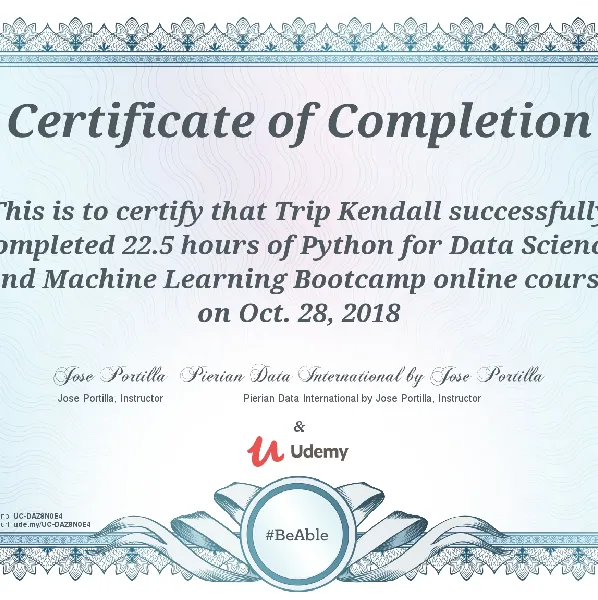 Certificate of Completion
This is to certify that Trip Kendall successfully
ompleted 22.5 hours of Python for Data Scienc
nd Machine Learning Bootcamp online cours
on Oct. 28, 2018
Jose Portilla Pierian Data International by Jose Portilla
Jose Portilla, Instructor Pierian Data International by Jose Portilla, Instructor
&
Udemy
no: UC-DAZ8N0E4
url: ude.my/UC-DAZ8N0E4
#BeAble